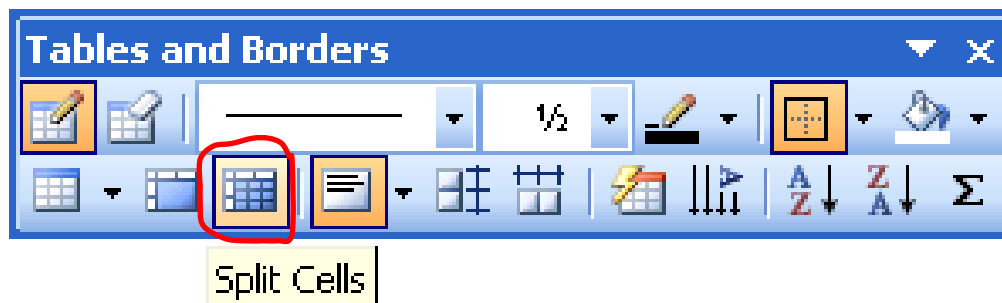 Tables and Borders
½
A
Z
Z
A
Σ
Split Cells